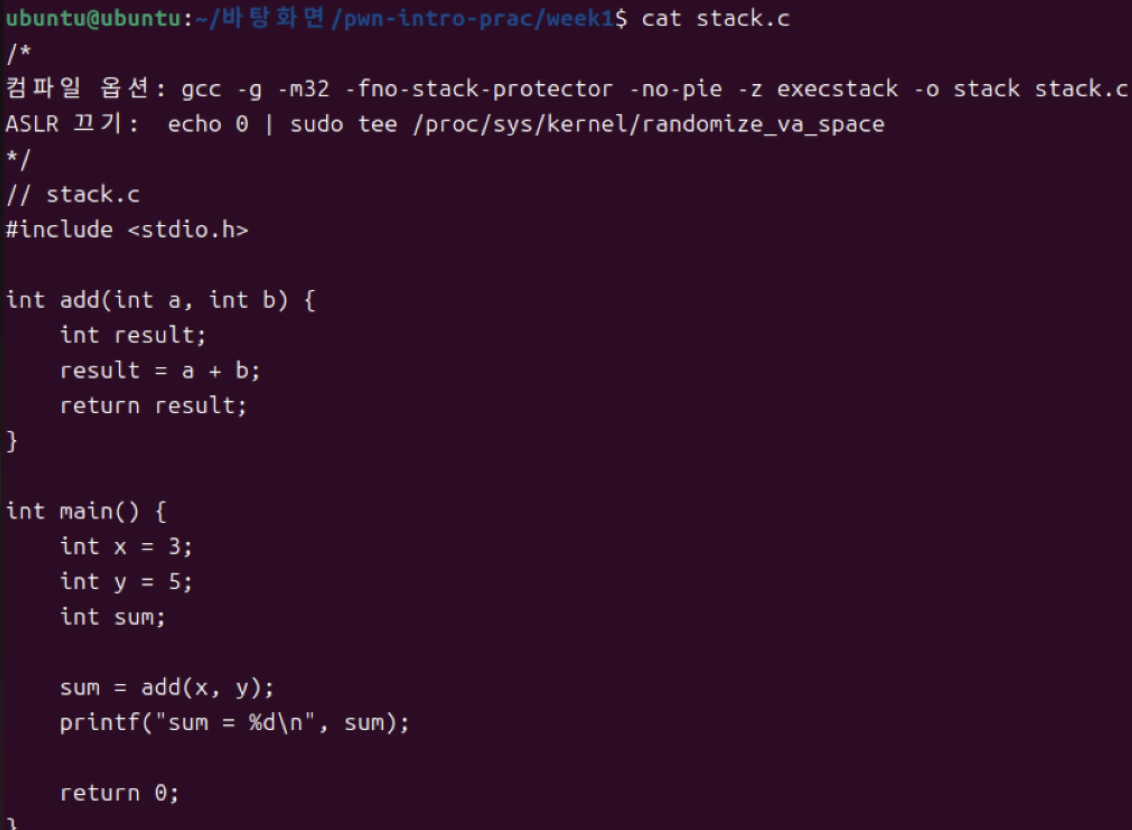 ubuntu@ubuntu:~/바탕화면/pwn-intro-prac/week1$ cat stack.c
/*
컴파일 옵션: gcc -g -m32 -fno-stack-protector -no-pie -z execstack -o stack stack.c
ASLR 끄기:  echo 0 | sudo tee /proc/sys/kernel/randomize_va_space
*/
// stack.c
#include <stdio.h>

int add(int a, int b) {
    int result;
    result = a + b;
    return result;
}

int main() {
    int x = 3;
    int y = 5;
    int sum;

    sum = add(x, y);
    printf("sum = %d\n", sum);

    return 0;
}